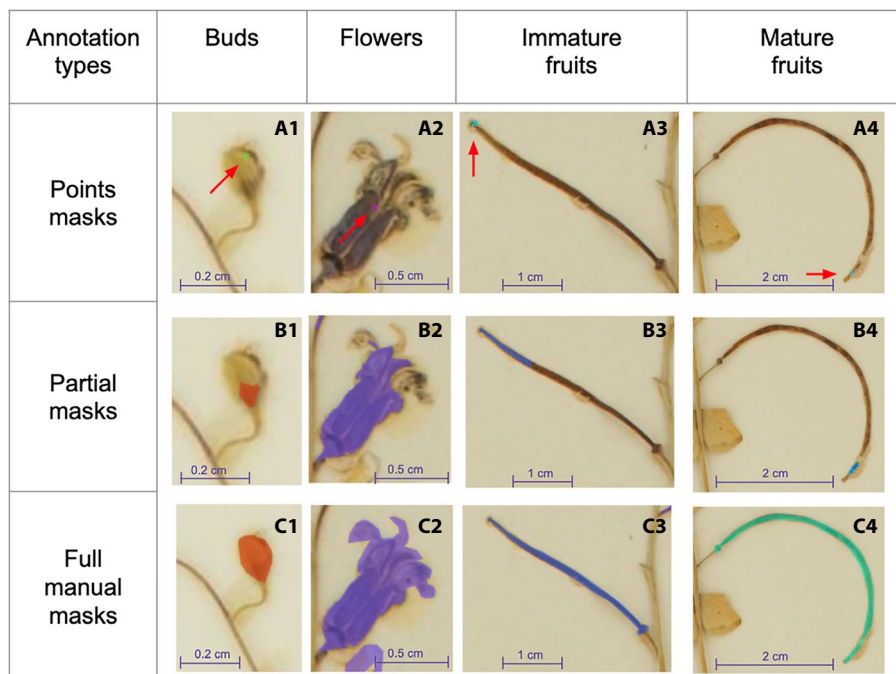 Annotation types
Buds
Flowers
Immature fruits
Mature fruits
Points masks
A1
0.2 cm
A2
0.5 cm
A3
1 cm
A4
2 cm
Partial masks
B1
0.2 cm
B2
0.5 cm
B3
1 cm
B4
2 cm
Full manual masks
C1
0.2 cm
C2
0.5 cm
C3
1 cm
C4
2 cm